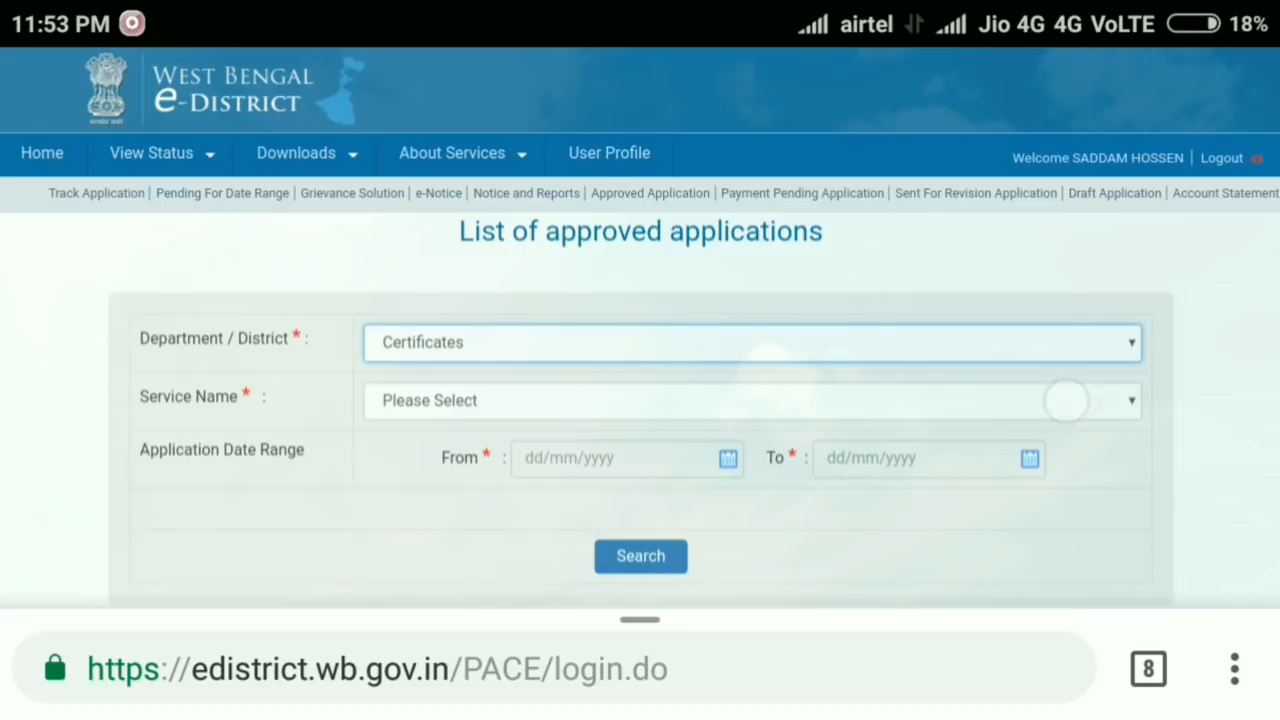 11:53 PM airtel Jio 4G 4G VoLTE 18%
WEST BENGAL
e-DISTRICT
Home View Status Downloads About Services User Profile Welcome SADDAM HOSSEN | Logout
Track Application | Pending For Date Range | Grievance Solution | e-Notice | Notice and Reports | Approved Application | Payment Pending Application | Sent For Revision Application | Draft Application | Account Statement
List of approved applications
Department / District * : Certificates
Service Name * : Please Select
Application Date Range From * : dd/mm/yyyy To * : dd/mm/yyyy
Search
https://edistrict.wb.gov.in/PACE/login.do 8